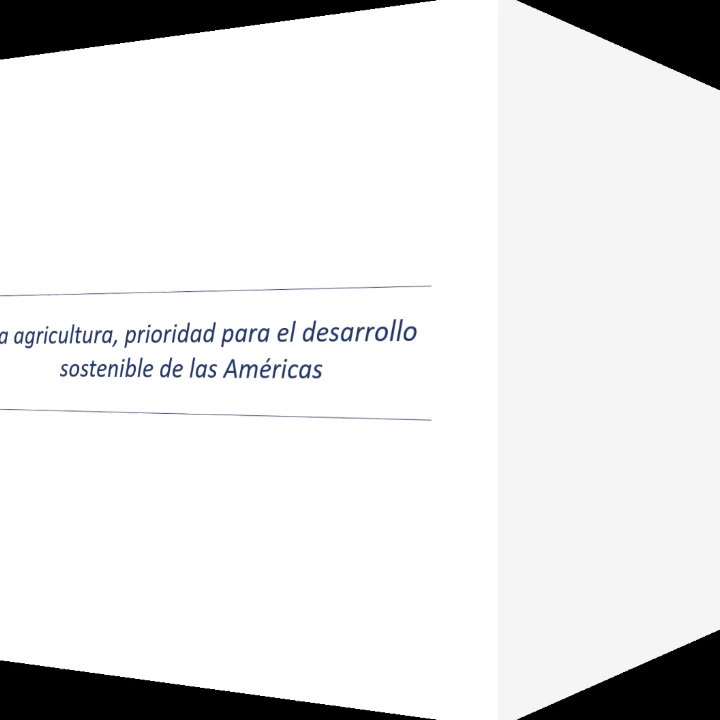 a agricultura, prioridad para el desarrollo
sostenible de las Américas